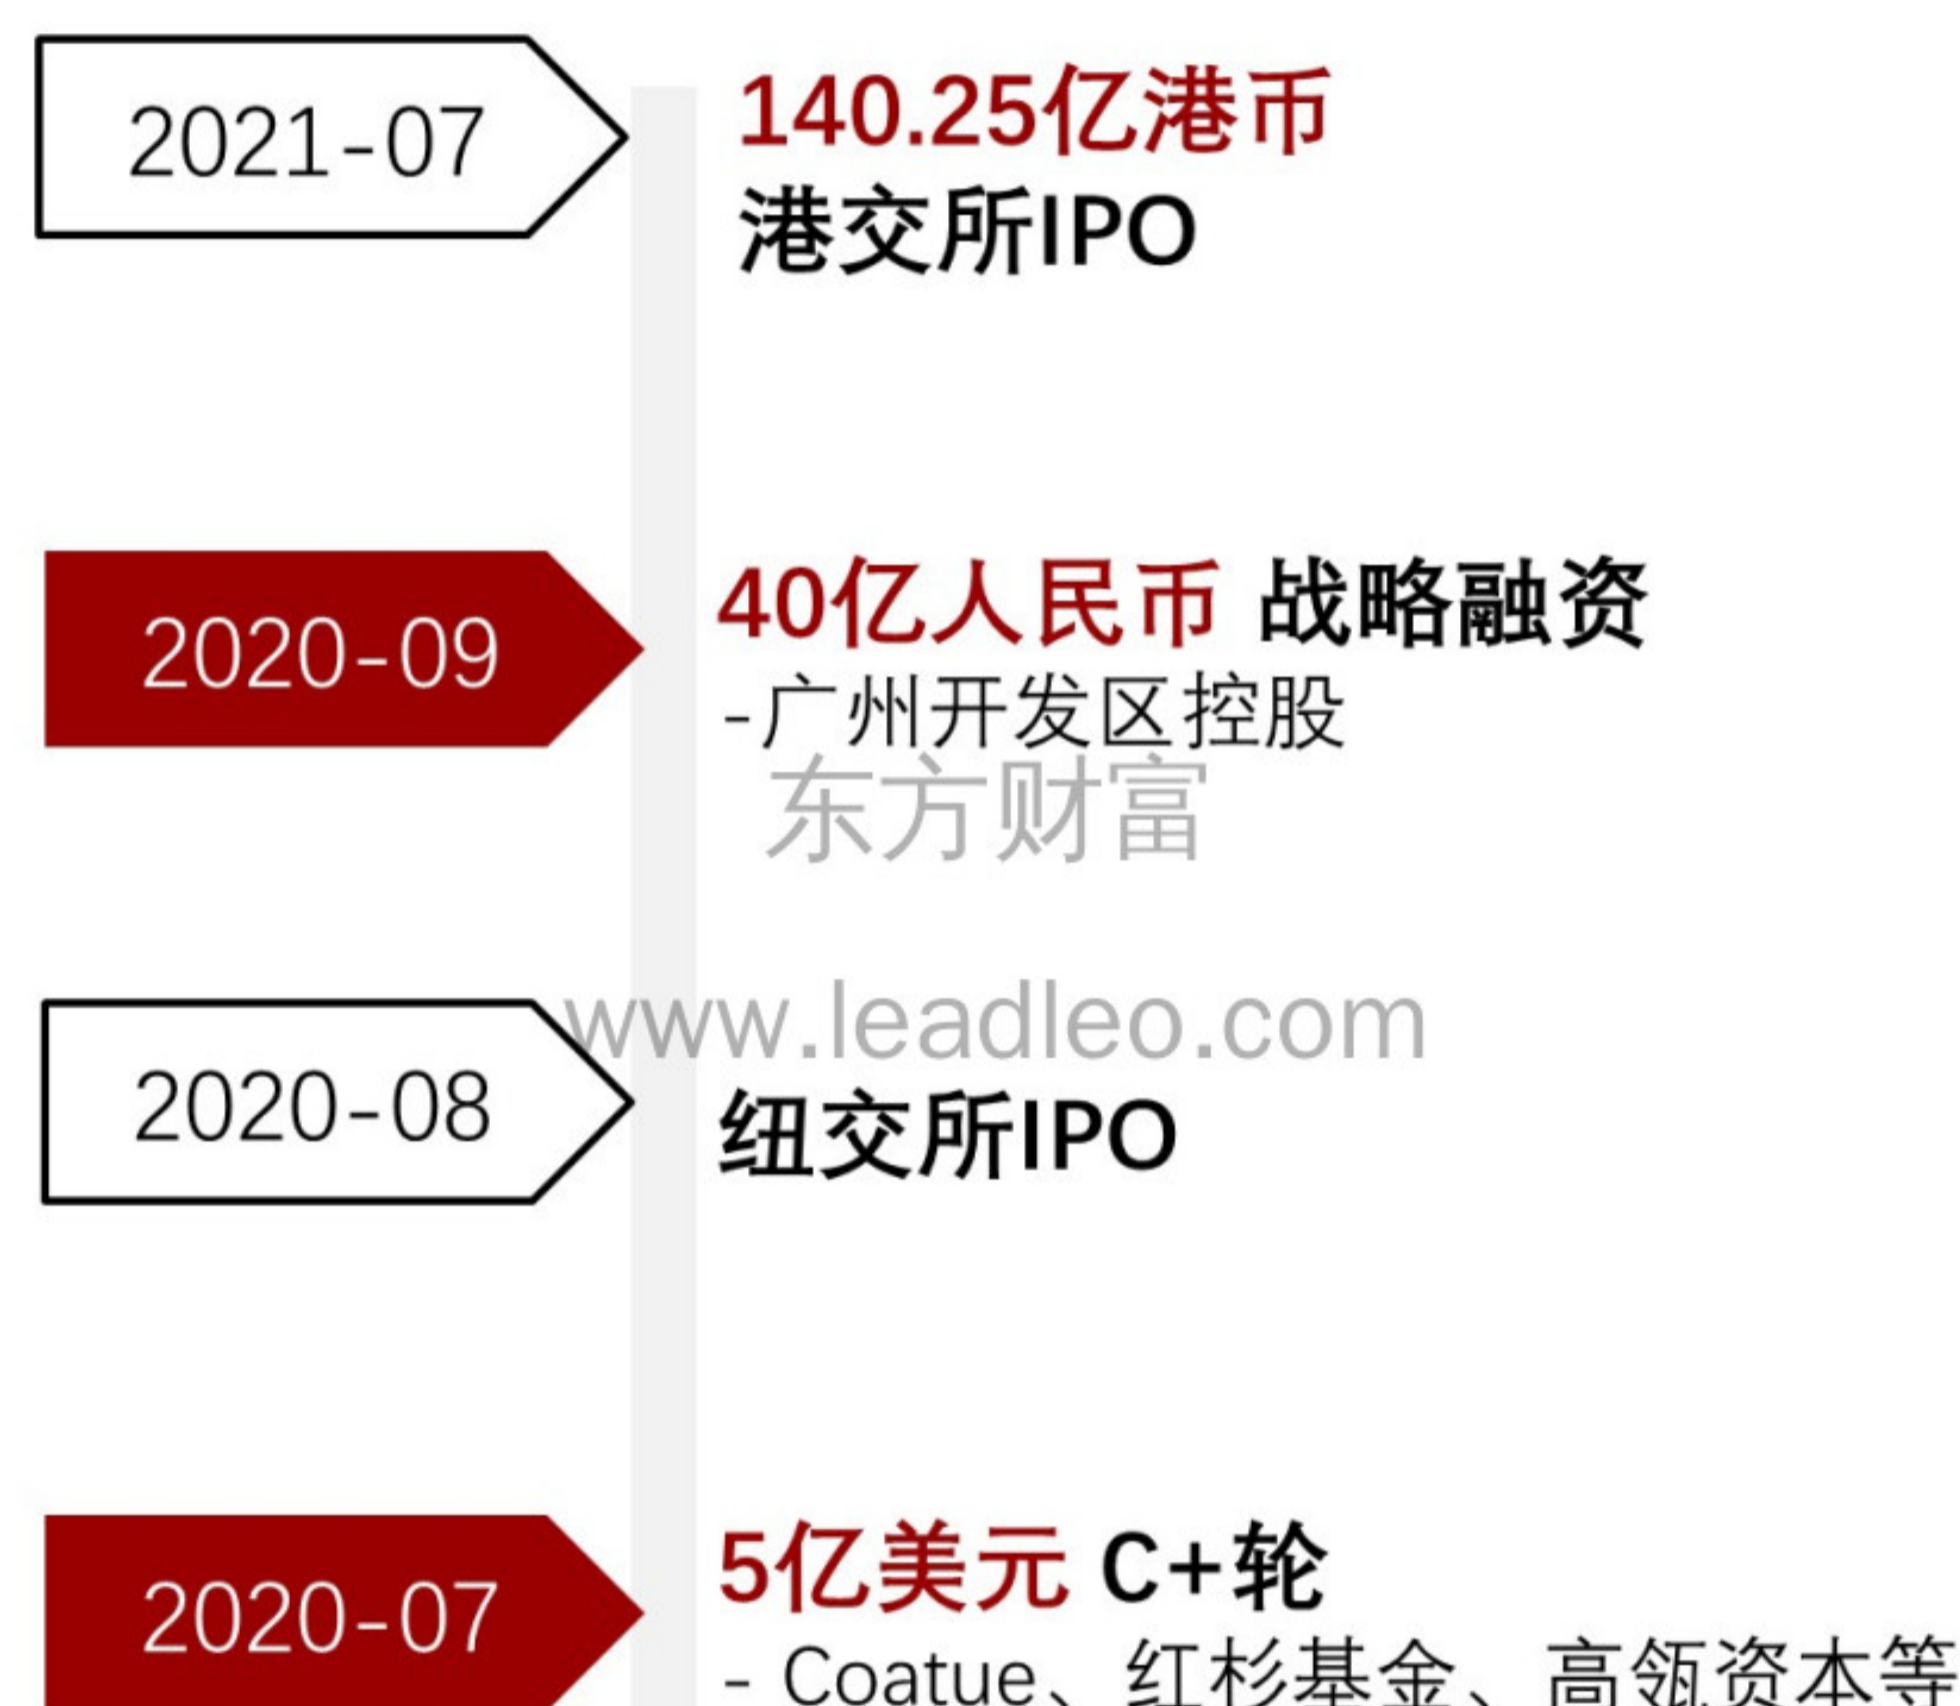 2021-07
140.25亿港币
港交所IPO
2020-09
40亿人民币 战略融资
-广州开发区控股
东方财富
www.leadleo.com
2020-08
纽交所IPO
2020-07
5亿美元 C+轮
- Coatue、红杉基金、高瓴资本等